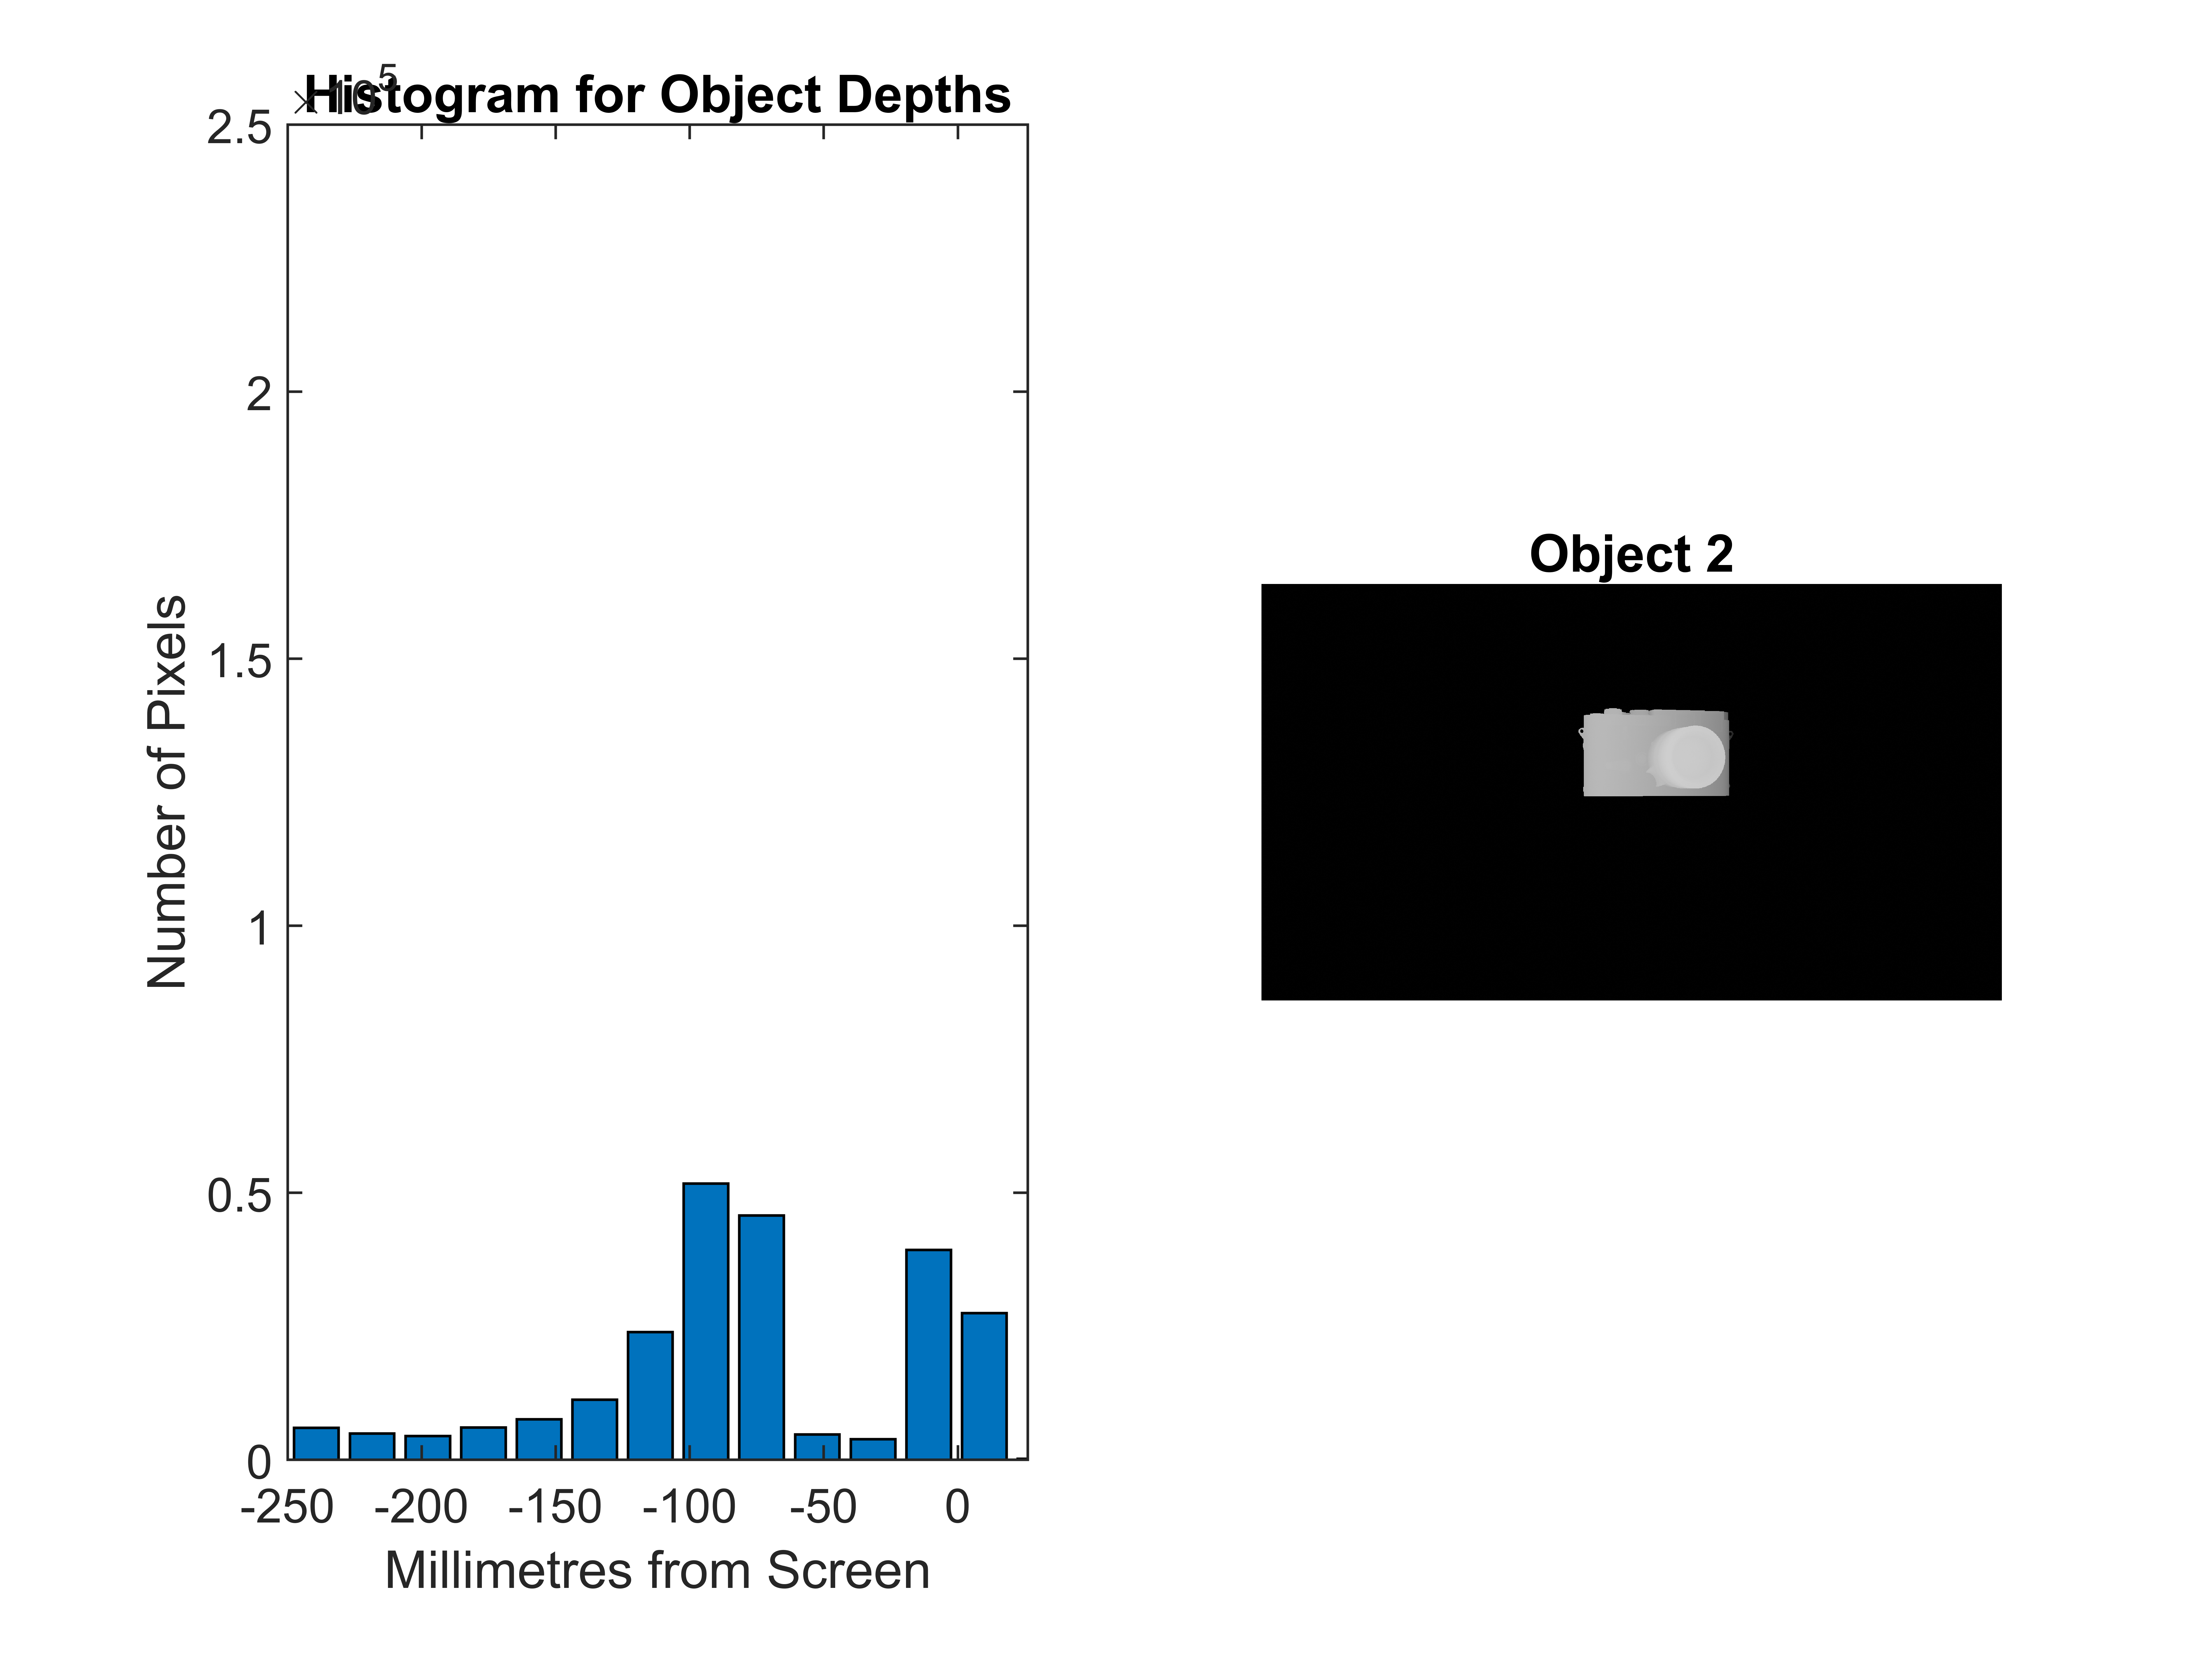 × 10^5
Histogram for Object Depths
2.5
2
1.5
1
0.5
0
Number of Pixels
-250 -200 -150 -100 -50 0
Millimetres from Screen
Object 2